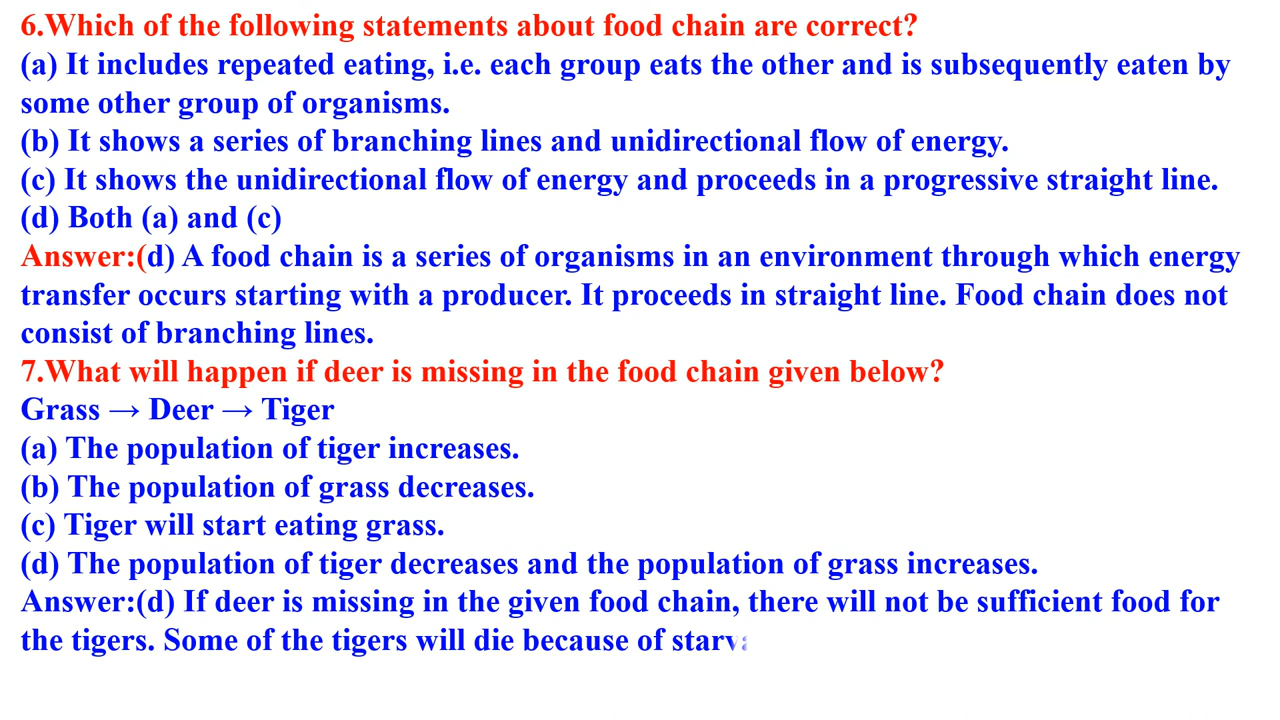 6.Which of the following statements about food chain are correct?
(a) It includes repeated eating, i.e. each group eats the other and is subsequently eaten by
some other group of organisms.
(b) It shows a series of branching lines and unidirectional flow of energy.
(c) It shows the unidirectional flow of energy and proceeds in a progressive straight line.
(d) Both (a) and (c)
Answer:(d) A food chain is a series of organisms in an environment through which energy
transfer occurs starting with a producer. It proceeds in straight line. Food chain does not
consist of branching lines.
7.What will happen if deer is missing in the food chain given below?
Grass → Deer → Tiger
(a) The population of tiger increases.
(b) The population of grass decreases.
(c) Tiger will start eating grass.
(d) The population of tiger decreases and the population of grass increases.
Answer:(d) If deer is missing in the given food chain, there will not be sufficient food for
the tigers. Some of the tigers will die because of